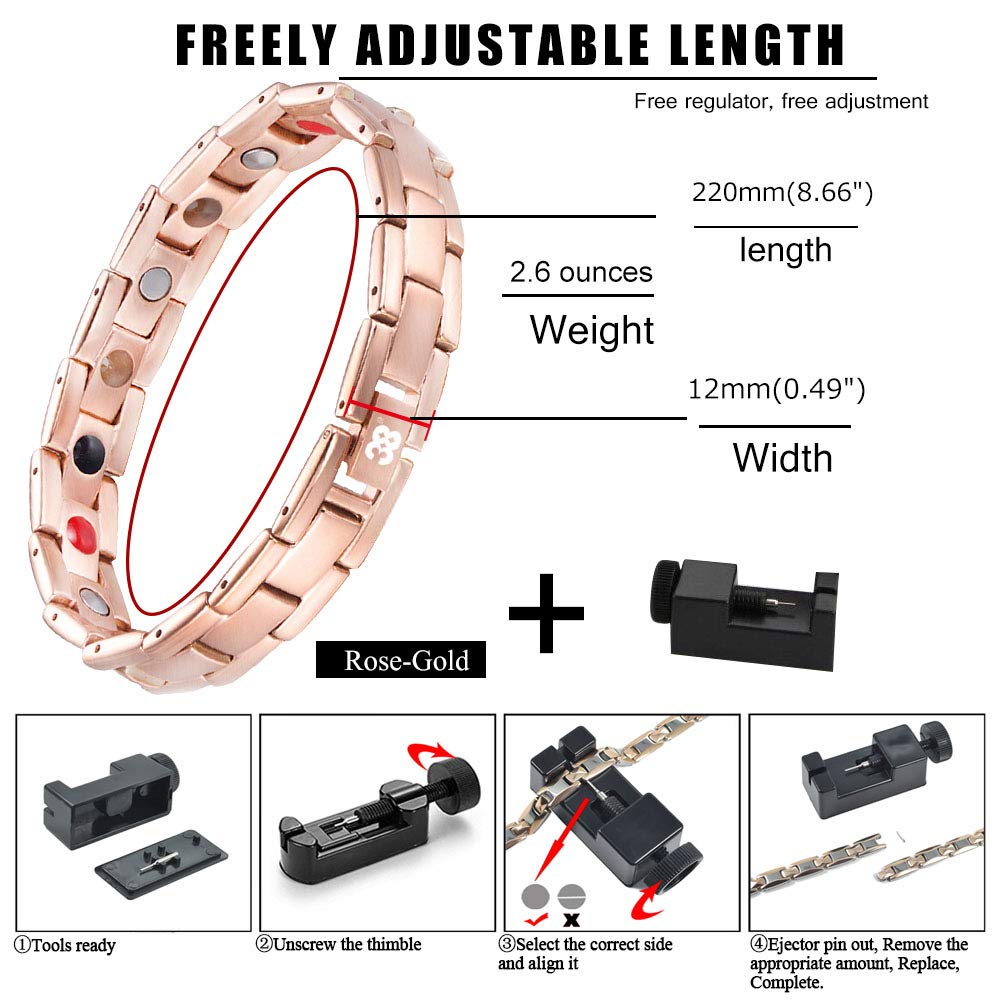 FREELY ADJUSTABLE LENGTH
Free regulator, free adjustment
220mm(8.66")
length
2.6 ounces
Weight
12mm(0.49")
Width
Rose-Gold
①Tools ready
②Unscrew the thimble
③Select the correct side
and align it
④Ejector pin out, Remove the
appropriate amount, Replace,
Complete.